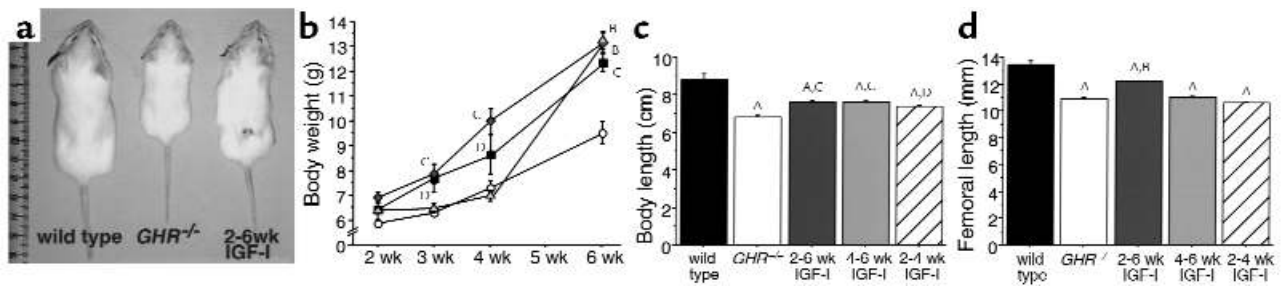 a
wild type
GHR-/-
2-6wk
IGF-I
b
Body weight (g)
14
13
12
11
10
9
8
7
6
0
2 wk
3 wk
4 wk
5 wk
6 wk
C
D
C
D
B
B
C
c
Body length (cm)
10
8
6
4
2
0
A
A,C
A,C
A,D
wild
type
GHR-/-
2-6 wk
IGF-I
4-6 wk
IGF-I
2-4 wk
IGF-I
d
Femoral length (mm)
14
12
10
8
6
4
2
0
A
A,B
A
A
wild
type
GHR
2-6 wk
IGF-I
4-6 wk
IGF-I
2-4 wk
IGF-I